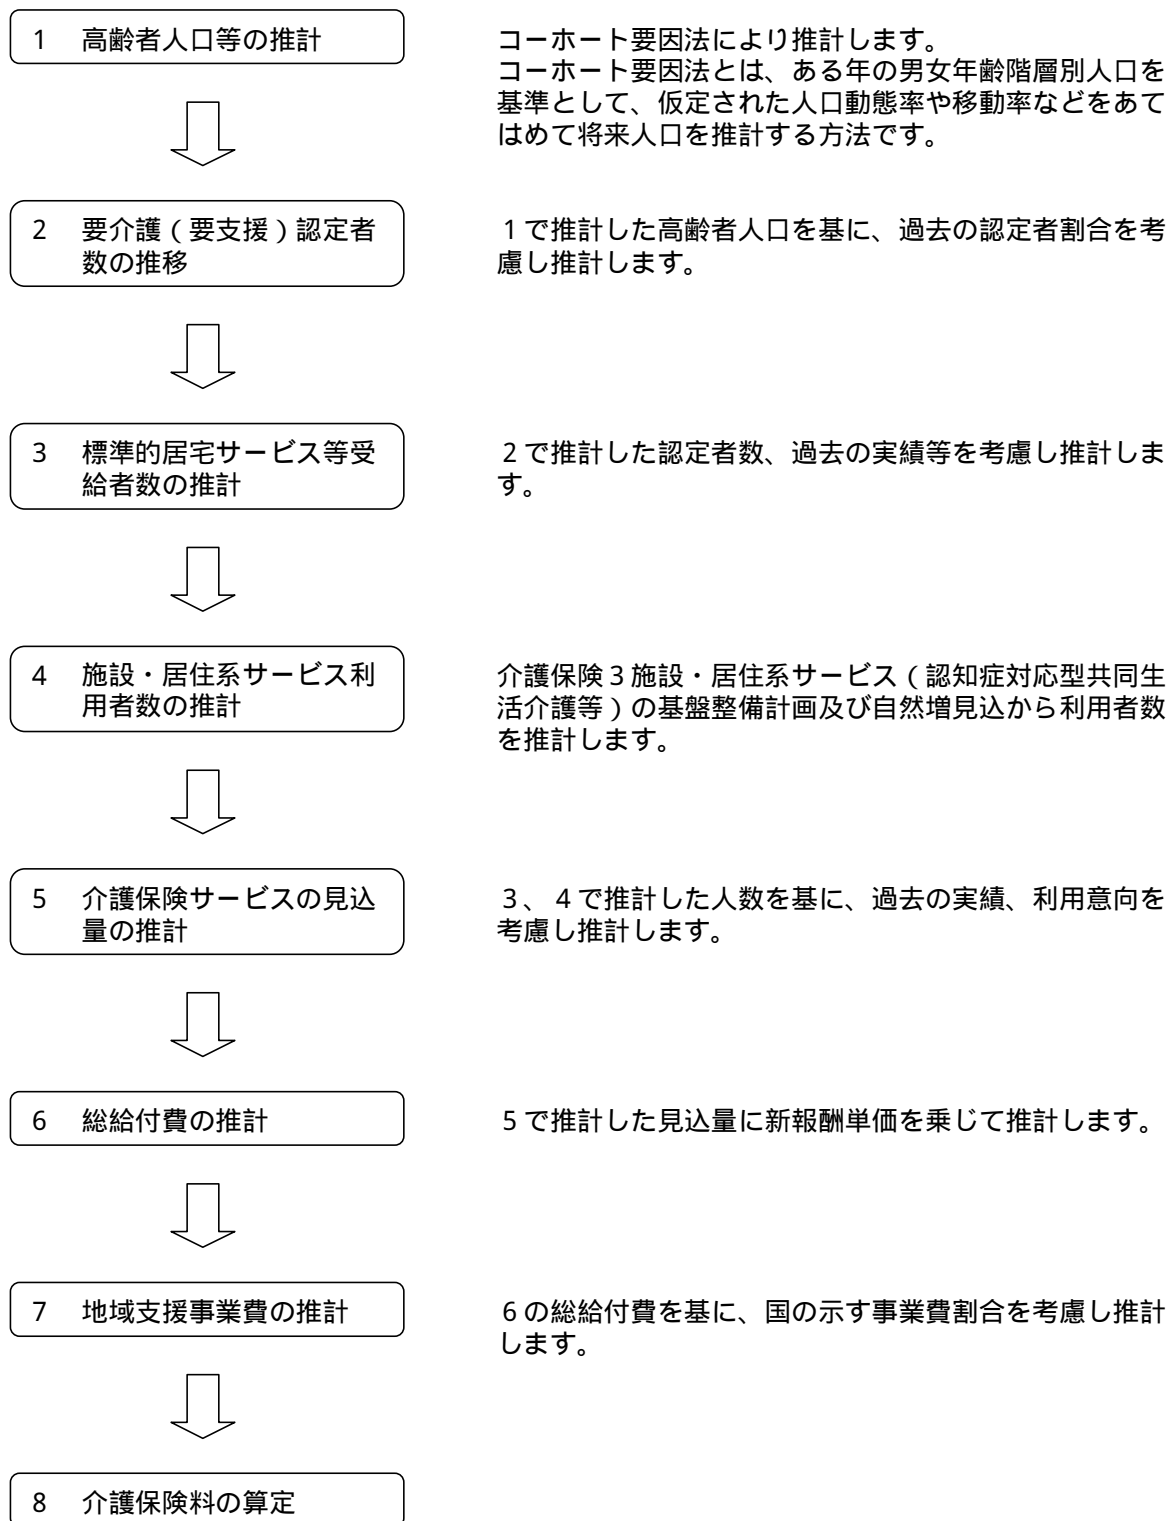 1 高齢者人口等の推計
コーホート要因法により推計します。
コーホート要因法とは、ある年の男女年齢階層別人口を
基準として、仮定された人口動態率や移動率などをあて
はめて将来人口を推計する方法です。
2 要介護（要支援）認定者
数の推移
1で推計した高齢者人口を基に、過去の認定者割合を考
慮し推計します。
3 標準的居宅サービス等受
給者数の推計
2で推計した認定者数、過去の実績等を考慮し推計しま
す。
4 施設・居住系サービス利
用者数の推計
介護保険3施設・居住系サービス（認知症対応型共同生
活介護等）の基盤整備計画及び自然増見込から利用者数
を推計します。
5 介護保険サービスの見込
量の推計
3、4で推計した人数を基に、過去の実績、利用意向を
考慮し推計します。
6 総給付費の推計
5で推計した見込量に新報酬単価を乗じて推計します。
7 地域支援事業費の推計
6の総給付費を基に、国の示す事業費割合を考慮し推計
します。
8 介護保険料の算定